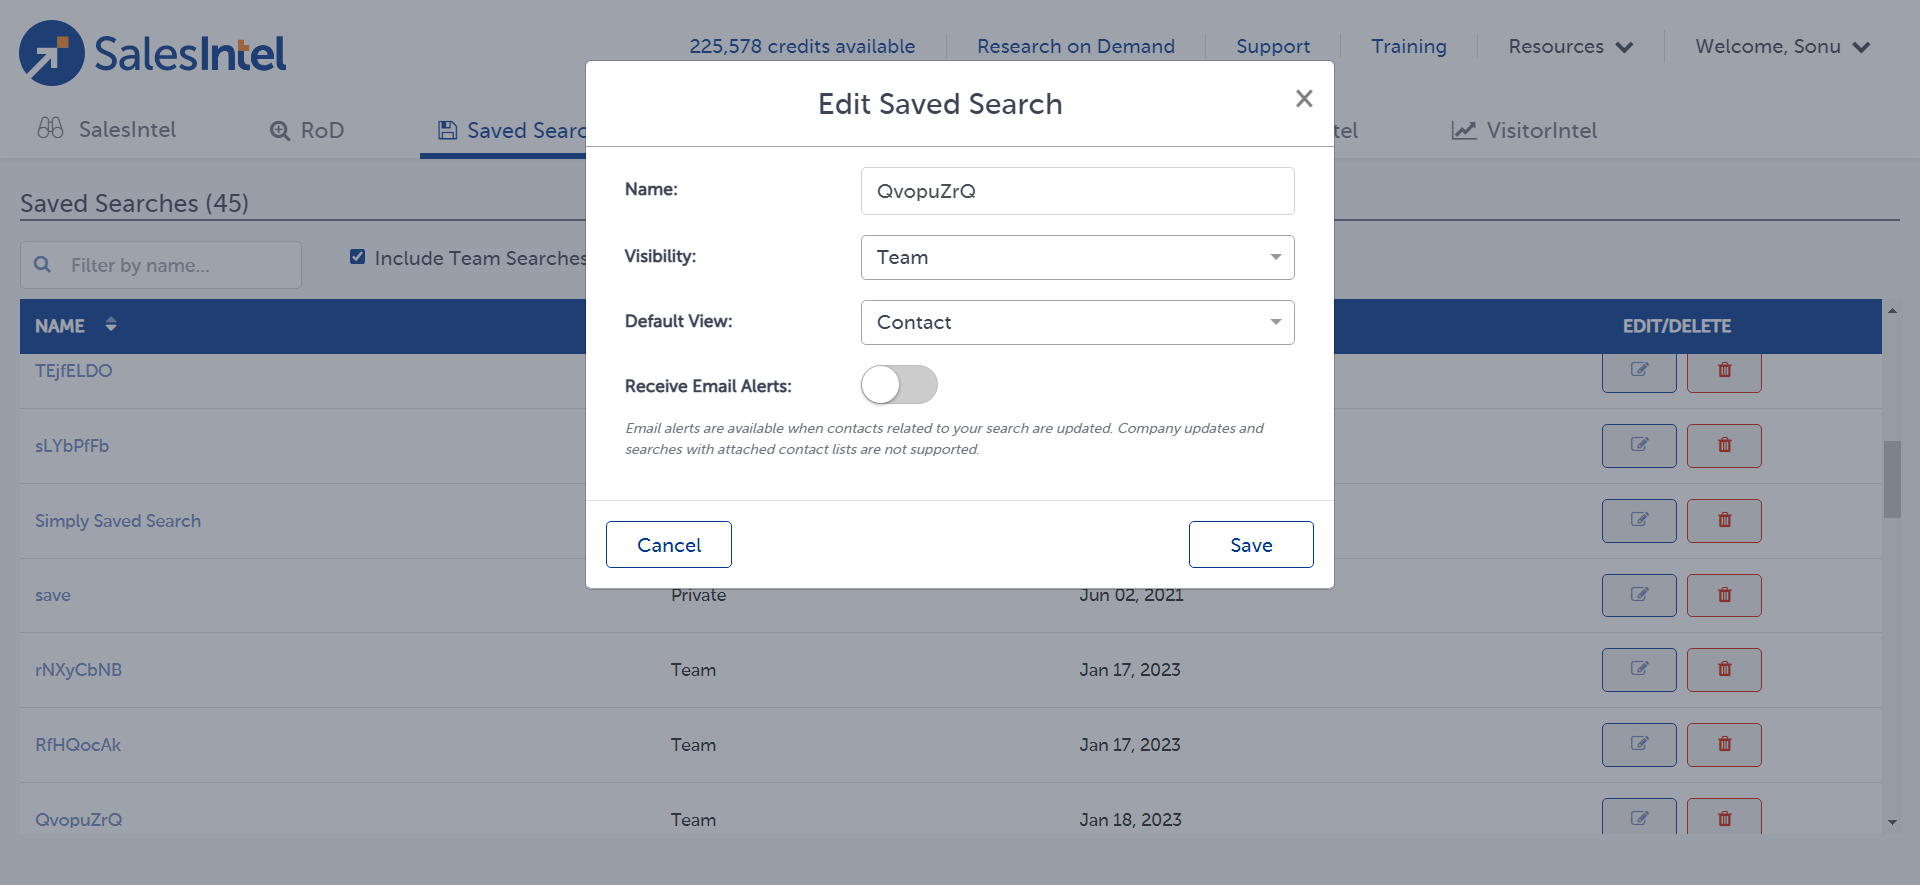 SalesIntel
225,578 credits available
Research on Demand
Support
Training
Resources
Welcome, Sonu
SalesIntel
RoD
Saved Searc
tel
VisitorIntel
Edit Saved Search
Saved Searches (45)
Filter by name...
Include Team Searches
Name:
QvopuZrQ
Visibility:
Team
Default View:
Contact
Receive Email Alerts:
Email alerts are available when contacts related to your search are updated. Company updates and
searches with attached contact lists are not supported.
Cancel
Save
NAME
EDIT/DELETE
TEjfELDO
sLYbPfFb
Simply Saved Search
save
Private
Jun 02, 2021
rNXyCbNB
Team
Jan 17, 2023
RfHQocAk
Team
Jan 17, 2023
QvopuZrQ
Team
Jan 18, 2023